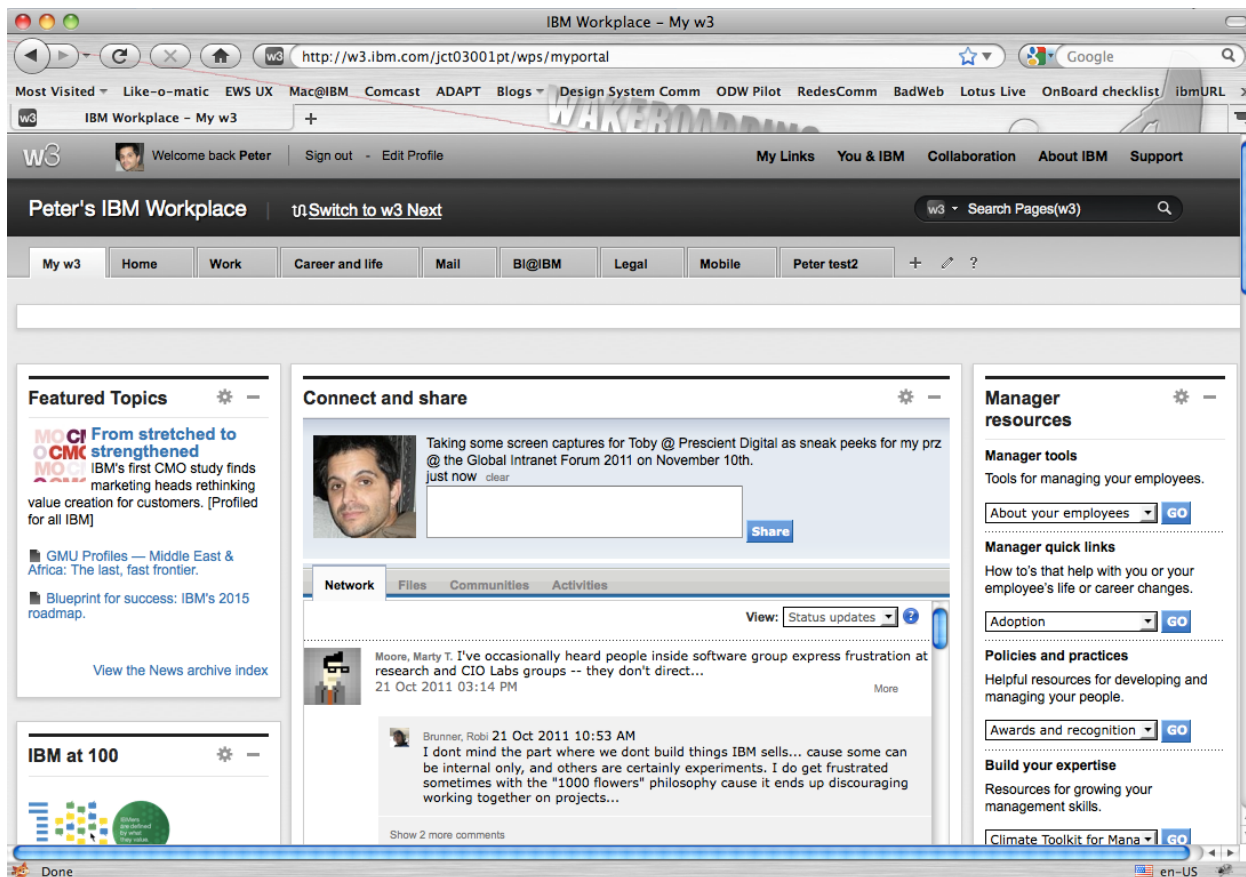 IBM Workplace – My w3
w3 http://w3.ibm.com/jct03001pt/wps/myportal Google
Most Visited Like-o-matic EWS UX Mac@IBM Comcast ADAPT Blogs Design System Comm ODW Pilot RedesComm BadWeb Lotus Live OnBoard checklist ibmURL
WAKEBOARDING
w3 IBM Workplace – My w3 +
w3 Welcome back Peter Sign out - Edit Profile My Links You & IBM Collaboration About IBM Support
Peter's IBM Workplace Switch to w3 Next w3 Search Pages(w3)
My w3 Home Work Career and life Mail BI@IBM Legal Mobile Peter test2 + ?
Featured Topics
From stretched to
strengthened
IBM's first CMO study finds
marketing heads rethinking
value creation for customers. [Profiled
for all IBM]
GMU Profiles — Middle East &
Africa: The last, fast frontier.
Blueprint for success: IBM's 2015
roadmap.
View the News archive index
IBM at 100
IBMers
are defined
by what
they value
Connect and share
Taking some screen captures for Toby @ Prescient Digital as sneak peeks for my prz
@ the Global Intranet Forum 2011 on November 10th.
just now clear
Share
Network Files Communities Activities
View: Status updates ?
Moore, Marty T. I've occasionally heard people inside software group express frustration at
research and CIO Labs groups -- they don't direct...
21 Oct 2011 03:14 PM More
Brunner, Robi 21 Oct 2011 10:53 AM
I dont mind the part where we dont build things IBM sells... cause some can
be internal only, and others are certainly experiments. I do get frustrated
sometimes with the "1000 flowers" philosophy cause it ends up discouraging
working together on projects...
Show 2 more comments
Manager
resources
Manager tools
Tools for managing your employees.
About your employees GO
Manager quick links
How to's that help with you or your
employee's life or career changes.
Adoption GO
Policies and practices
Helpful resources for developing and
managing your people.
Awards and recognition GO
Build your expertise
Resources for growing your
management skills.
Climate Toolkit for Mana GO
Done en-US